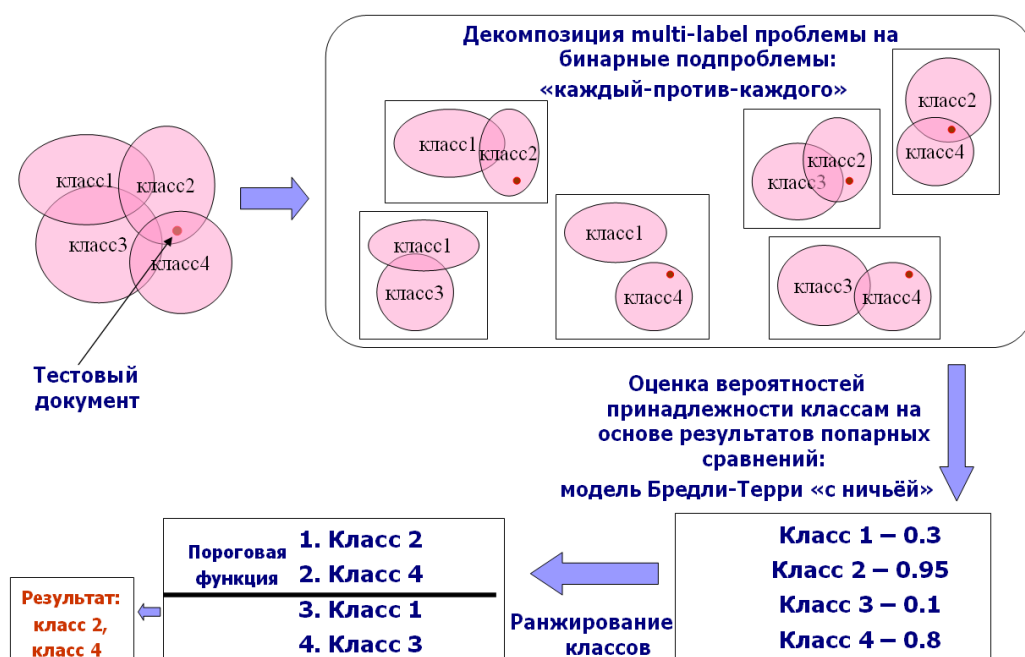 Декомпозиция multi-label проблемы на
бинарные подпроблемы:
«каждый-против-каждого»
класс1
класс2
класс3
класс4
Тестовый
документ
класс1
класс2
класс3
класс2
класс2
класс4
класс1
класс3
класс1
класс4
класс3
класс4
Оценка вероятностей
принадлежности классам на
основе результатов попарных
сравнений:
модель Бредли-Терри «с ничьёй»
Класс 1 – 0.3
Класс 2 – 0.95
Класс 3 – 0.1
Класс 4 – 0.8
Ранжирование
классов
Пороговая
функция
1. Класс 2
2. Класс 4
3. Класс 1
4. Класс 3
Результат:
класс 2,
класс 4